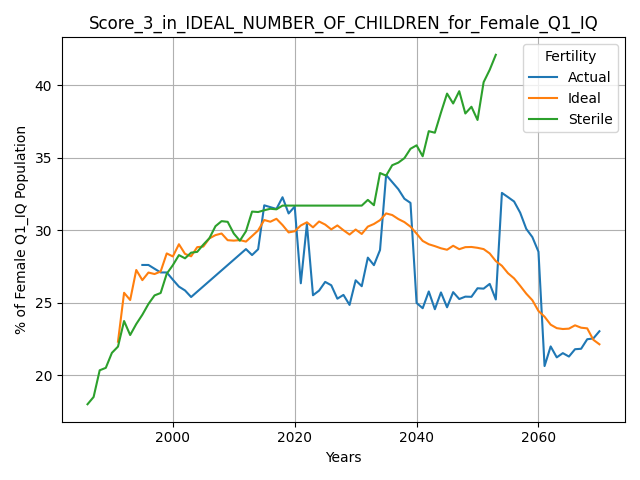 Score_3_in_IDEAL_NUMBER_OF_CHILDREN_for_Female_Q1_IQ
Fertility
Actual
Ideal
Sterile
% of Female Q1_IQ Population
40
35
30
25
20
2000
2020
2040
2060
Years